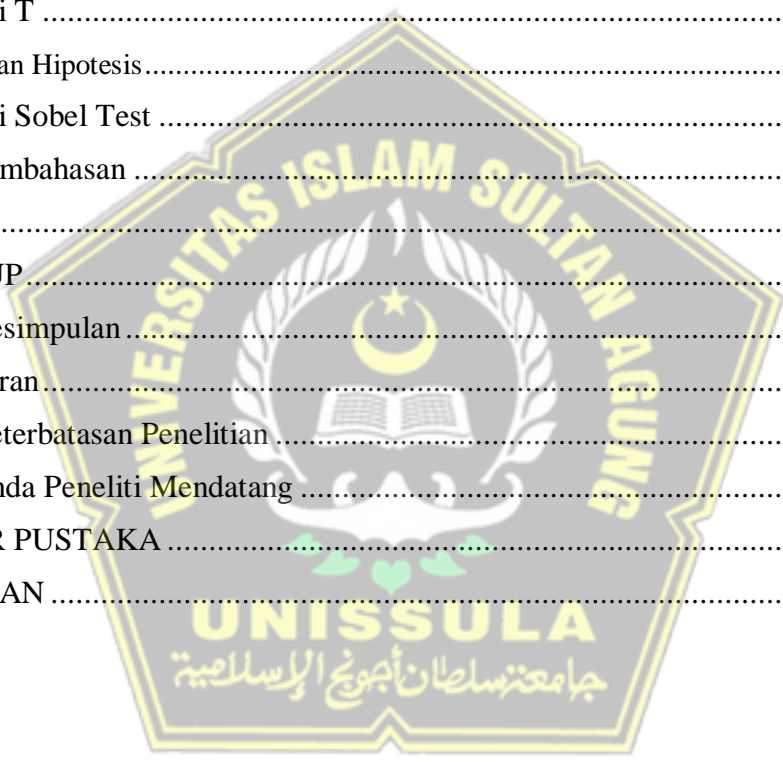 i T ................................................................
an Hipotesis................................................................
i Sobel Test ................................................................
mbahasan ................................................................
................................................................
UP................................................................
esimpulan ................................................................
ran................................................................
eterbatasan Penelitian ................................................................
nda Peneliti Mendatang ................................................................
R PUSTAKA ................................................................
AN ................................................................
UNIVERSITAS ISLAM SULTAN AGUNG
UNISSULA
جامعة سلطان أجونج الإسلامية